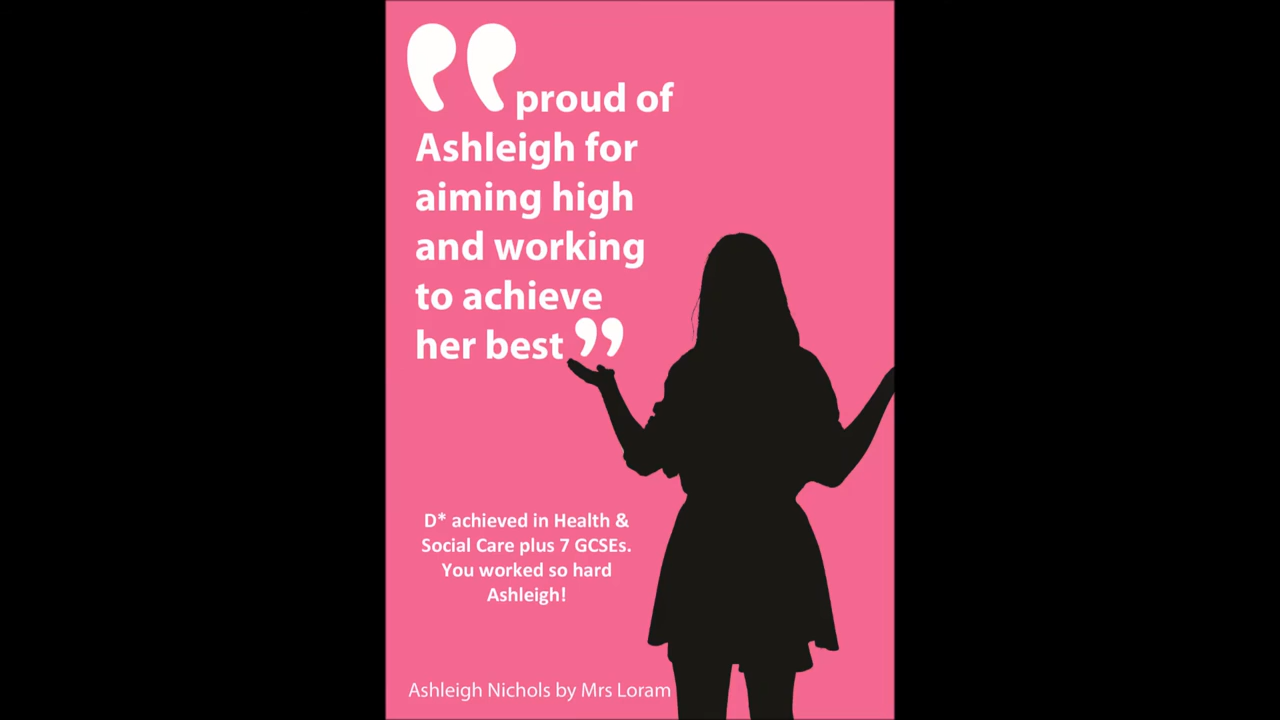 “proud of
Ashleigh for
aiming high
and working
to achieve
her best”
D* achieved in Health &
Social Care plus 7 GCSEs.
You worked so hard
Ashleigh!
Ashleigh Nichols by Mrs Loram